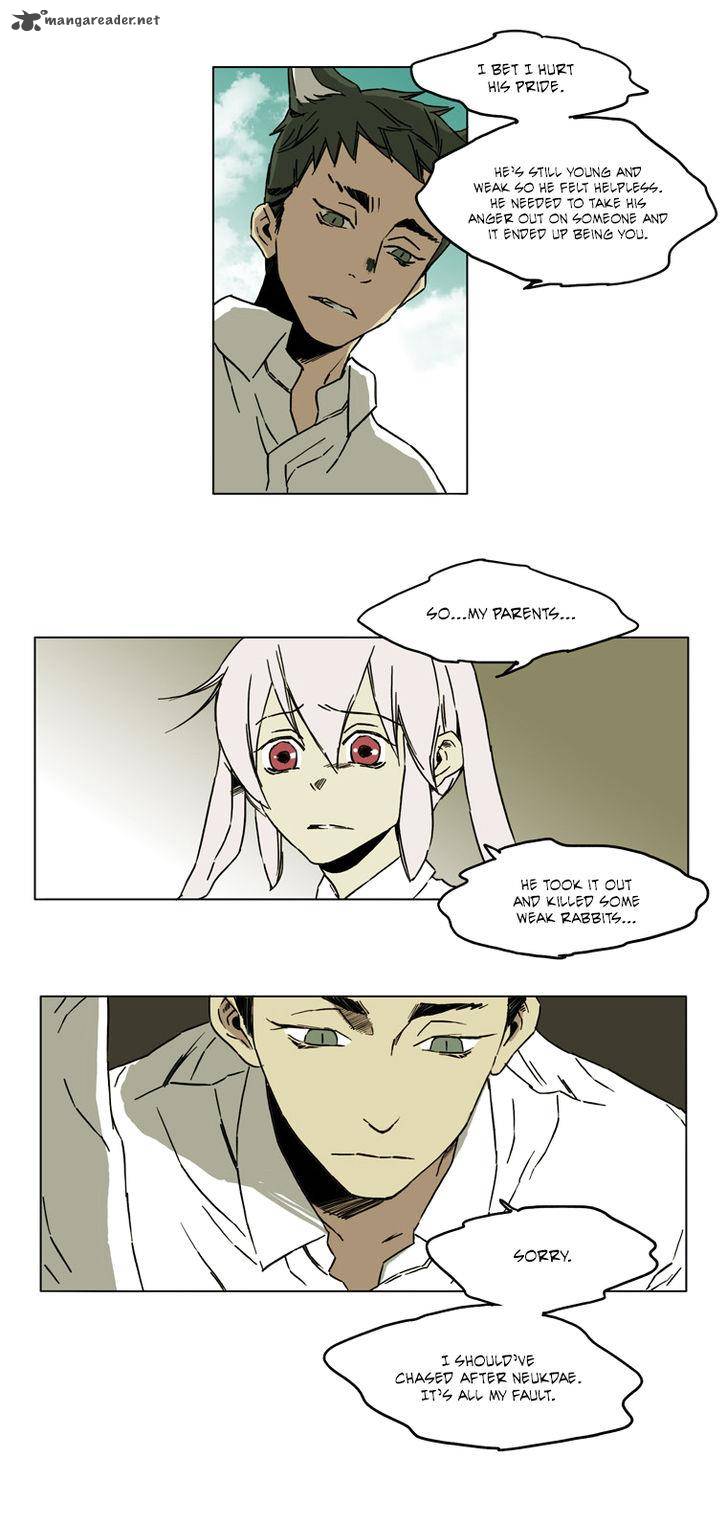 mangareader.net
I BET I HURT
HIS PRIDE.
HE'S STILL YOUNG AND
WEAK SO HE FELT HELPLESS.
HE NEEDED TO TAKE HIS
ANGER OUT ON SOMEONE AND
IT ENDED UP BEING YOU.
SO...MY PARENTS...
HE TOOK IT OUT
AND KILLED SOME
WEAK RABBITS...
SORRY.
I SHOULD'VE
CHASED AFTER NEUKDAE.
IT'S ALL MY FAULT.